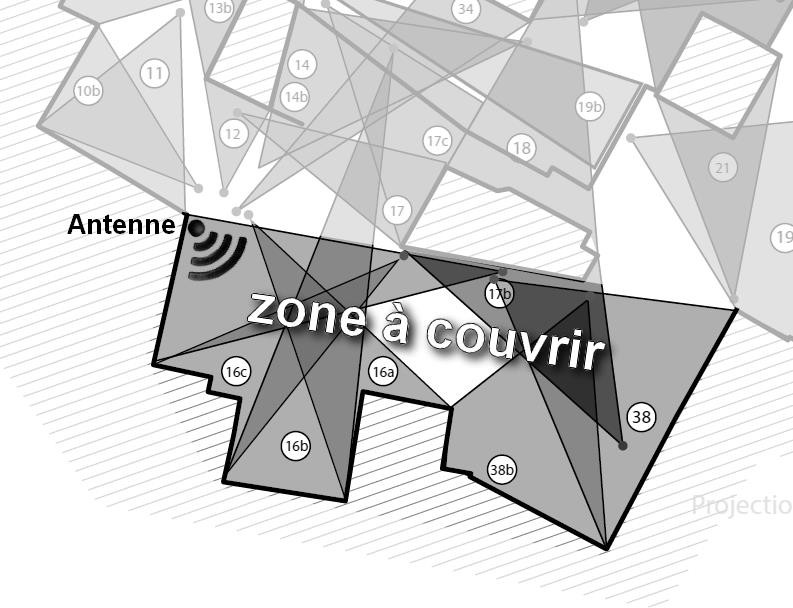 13b
34
11
14
10b
14b
19b
12
17c
18
21
17
Antenne
19
17b
zone à couvrir
16c
16a
38
16b
38b
Projectio